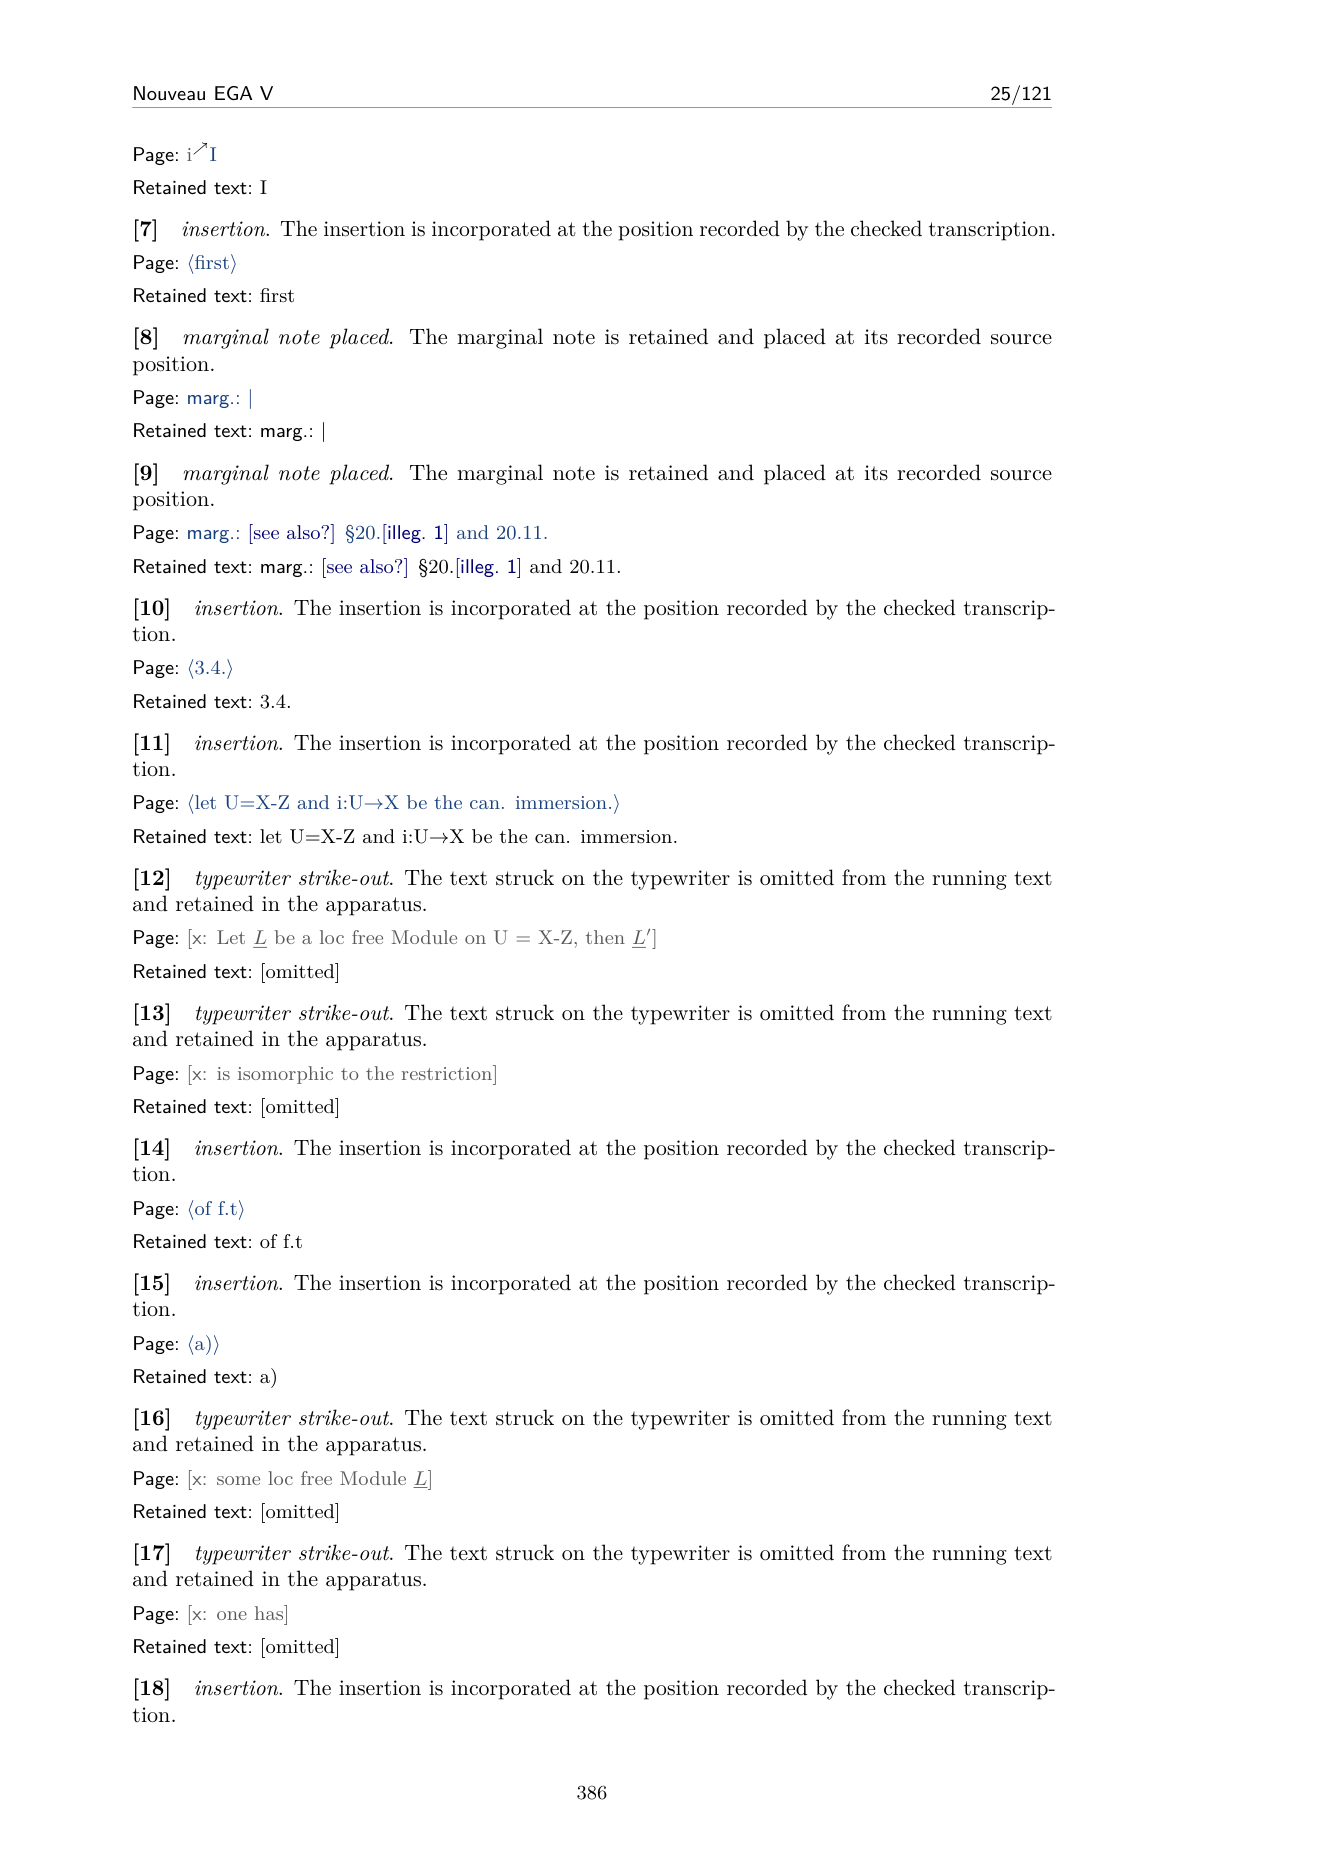 Nouveau EGA V 25/121
Page: i↗I
Retained text: I
[7] insertion. The insertion is incorporated at the position recorded by the checked transcription.
Page: ⟨first⟩
Retained text: first
[8] marginal note placed. The marginal note is retained and placed at its recorded source
position.
Page: marg.: |
Retained text: marg.: |
[9] marginal note placed. The marginal note is retained and placed at its recorded source
position.
Page: marg.: [see also?] §20.[illeg. 1] and 20.11.
Retained text: marg.: [see also?] §20.[illeg. 1] and 20.11.
[10] insertion. The insertion is incorporated at the position recorded by the checked transcrip-
tion.
Page: ⟨3.4.⟩
Retained text: 3.4.
[11] insertion. The insertion is incorporated at the position recorded by the checked transcrip-
tion.
Page: ⟨let U=X-Z and i:U→X be the can. immersion.⟩
Retained text: let U=X-Z and i:U→X be the can. immersion.
[12] typewriter strike-out. The text struck on the typewriter is omitted from the running text
and retained in the apparatus.
Page: [x: Let L be a loc free Module on U = X-Z, then L′]
Retained text: [omitted]
[13] typewriter strike-out. The text struck on the typewriter is omitted from the running text
and retained in the apparatus.
Page: [x: is isomorphic to the restriction]
Retained text: [omitted]
[14] insertion. The insertion is incorporated at the position recorded by the checked transcrip-
tion.
Page: ⟨of f.t⟩
Retained text: of f.t
[15] insertion. The insertion is incorporated at the position recorded by the checked transcrip-
tion.
Page: ⟨a)⟩
Retained text: a)
[16] typewriter strike-out. The text struck on the typewriter is omitted from the running text
and retained in the apparatus.
Page: [x: some loc free Module L]
Retained text: [omitted]
[17] typewriter strike-out. The text struck on the typewriter is omitted from the running text
and retained in the apparatus.
Page: [x: one has]
Retained text: [omitted]
[18] insertion. The insertion is incorporated at the position recorded by the checked transcrip-
tion.
386